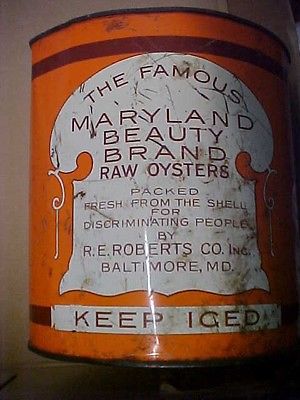 THE FAMOUS
MARYLAND
BEAUTY
BRAND
RAW OYSTERS
PACKED
FRESH FROM THE SHELL
FOR
DISCRIMINATING PEOPLE
BY
R.E. ROBERTS CO. INC.
BALTIMORE, MD.
KEEP ICED